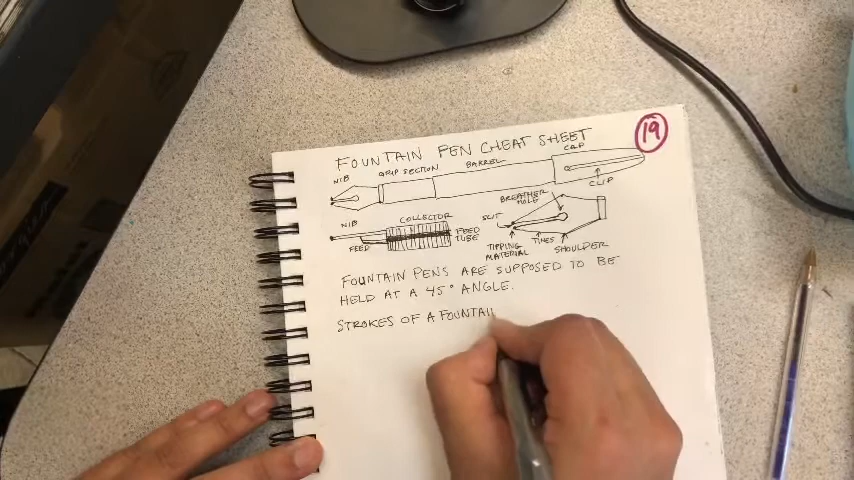 19
FOUNTAIN PEN CHEAT SHEET
NIB GRIP SECTION BARREL CAP
CLIP
NIB COLLECTOR FEED TUBE
FEED
BREATHER HOLE
SLIT
TIPPING MATERIAL TINES SHOULDER
FOUNTAIN PENS ARE SUPPOSED TO BE
HELD AT A 45° ANGLE.
STROKES OF A FOUNTAI